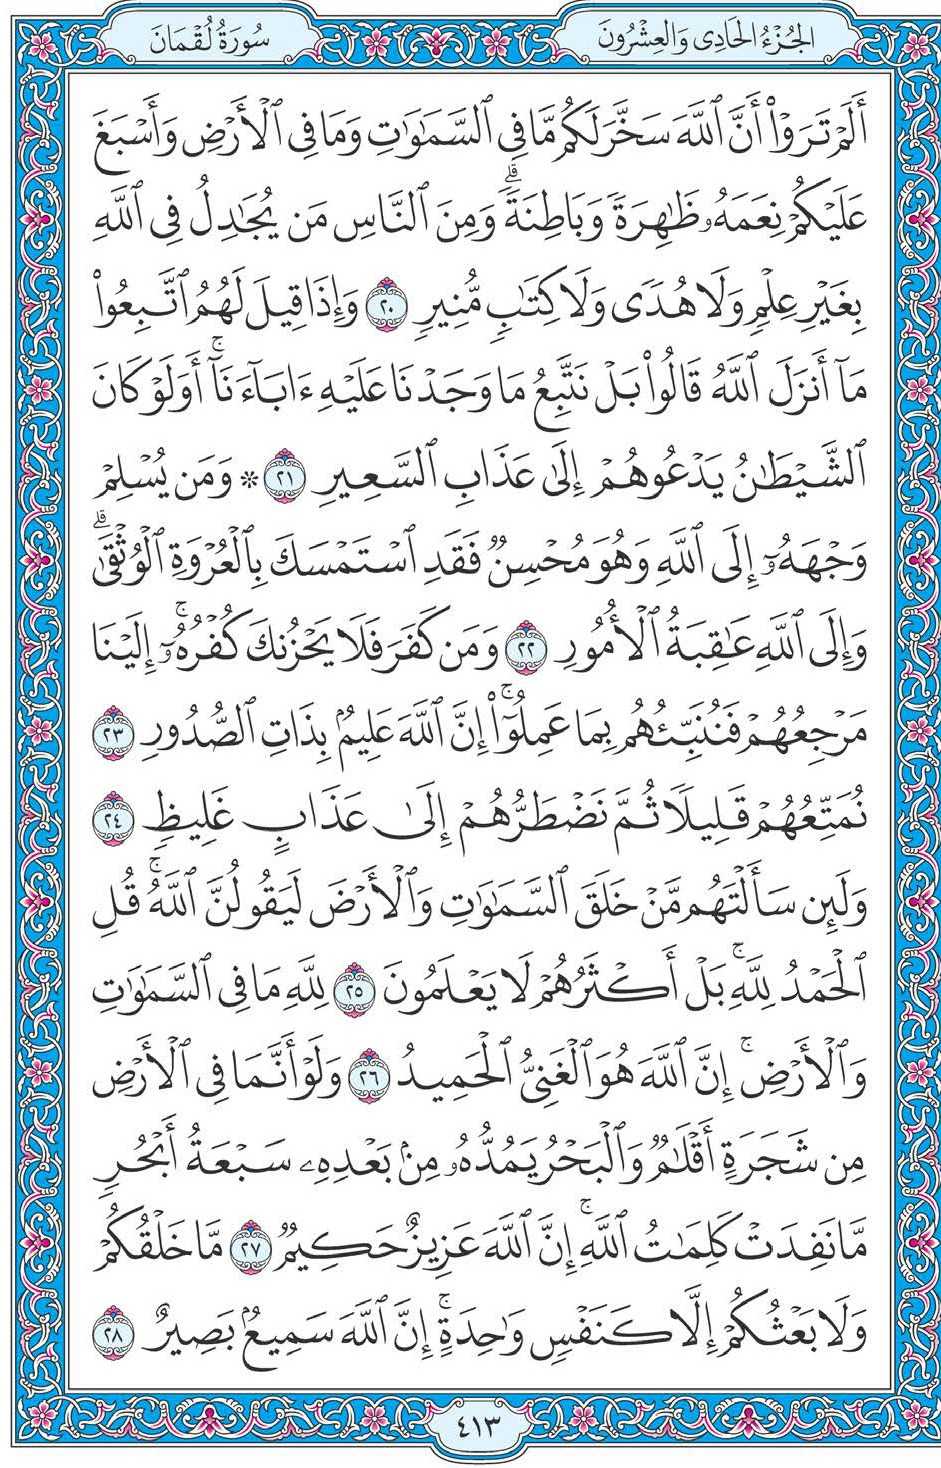 الجُزْءُ الحَادِى وَالعِشْرُونَ
سُورَةُ لُقْمَان
أَلَمْ تَرَوْا۟ أَنَّ ٱللَّهَ سَخَّرَ لَكُم مَّا فِى ٱلسَّمَٰوَٰتِ وَمَا فِى ٱلْأَرْضِ وَأَسْبَغَ
عَلَيْكُمْ نِعَمَهُۥ ظَٰهِرَةً وَبَاطِنَةً ۗ وَمِنَ ٱلنَّاسِ مَن يُجَٰدِلُ فِى ٱللَّهِ
بِغَيْرِ عِلْمٍ وَلَا هُدًى وَلَا كِتَٰبٍ مُّنِيرٍ ٢٠ وَإِذَا قِيلَ لَهُمُ ٱتَّبِعُوا۟
مَآ أَنزَلَ ٱللَّهُ قَالُوا۟ بَلْ نَتَّبِعُ مَا وَجَدْنَا عَلَيْهِ ءَابَآءَنَآ ۚ أَوَلَوْ كَانَ
ٱلشَّيْطَٰنُ يَدْعُوهُمْ إِلَىٰ عَذَابِ ٱلسَّعِيرِ ٢١ ۞ وَمَن يُسْلِمْ
وَجْهَهُۥٓ إِلَى ٱللَّهِ وَهُوَ مُحْسِنٌ فَقَدِ ٱسْتَمْسَكَ بِٱلْعُرْوَةِ ٱلْوُثْقَىٰ ۗ
وَإِلَى ٱللَّهِ عَٰقِبَةُ ٱلْأُمُورِ ٢٢ وَمَن كَفَرَ فَلَا يَحْزُنكَ كُفْرُهُۥٓ ۚ إِلَيْنَا
مَرْجِعُهُمْ فَنُنَبِّئُهُم بِمَا عَمِلُوٓا۟ ۚ إِنَّ ٱللَّهَ عَلِيمٌۢ بِذَاتِ ٱلصُّدُورِ ٢٣
نُمَتِّعُهُمْ قَلِيلًا ثُمَّ نَضْطَرُّهُمْ إِلَىٰ عَذَابٍ غَلِيظٍ ٢٤
وَلَئِن سَأَلْتَهُم مَّنْ خَلَقَ ٱلسَّمَٰوَٰتِ وَٱلْأَرْضَ لَيَقُولُنَّ ٱللَّهُ ۚ قُلِ
ٱلْحَمْدُ لِلَّهِ ۚ بَلْ أَكْثَرُهُمْ لَا يَعْلَمُونَ ٢٥ لِلَّهِ مَا فِى ٱلسَّمَٰوَٰتِ
وَٱلْأَرْضِ ۚ إِنَّ ٱللَّهَ هُوَ ٱلْغَنِىُّ ٱلْحَمِيدُ ٢٦ وَلَوْ أَنَّمَا فِى ٱلْأَرْضِ
مِن شَجَرَةٍ أَقْلَٰمٌ وَٱلْبَحْرُ يَمُدُّهُۥ مِنۢ بَعْدِهِۦ سَبْعَةُ أَبْحُرٍ
مَّا نَفِدَتْ كَلِمَٰتُ ٱللَّهِ ۗ إِنَّ ٱللَّهَ عَزِيزٌ حَكِيمٌ ٢٧ مَّا خَلْقُكُمْ
وَلَا بَعْثُكُمْ إِلَّا كَنَفْسٍ وَٰحِدَةٍ ۗ إِنَّ ٱللَّهَ سَمِيعٌۢ بَصِيرٌ ٢٨
٤١٣